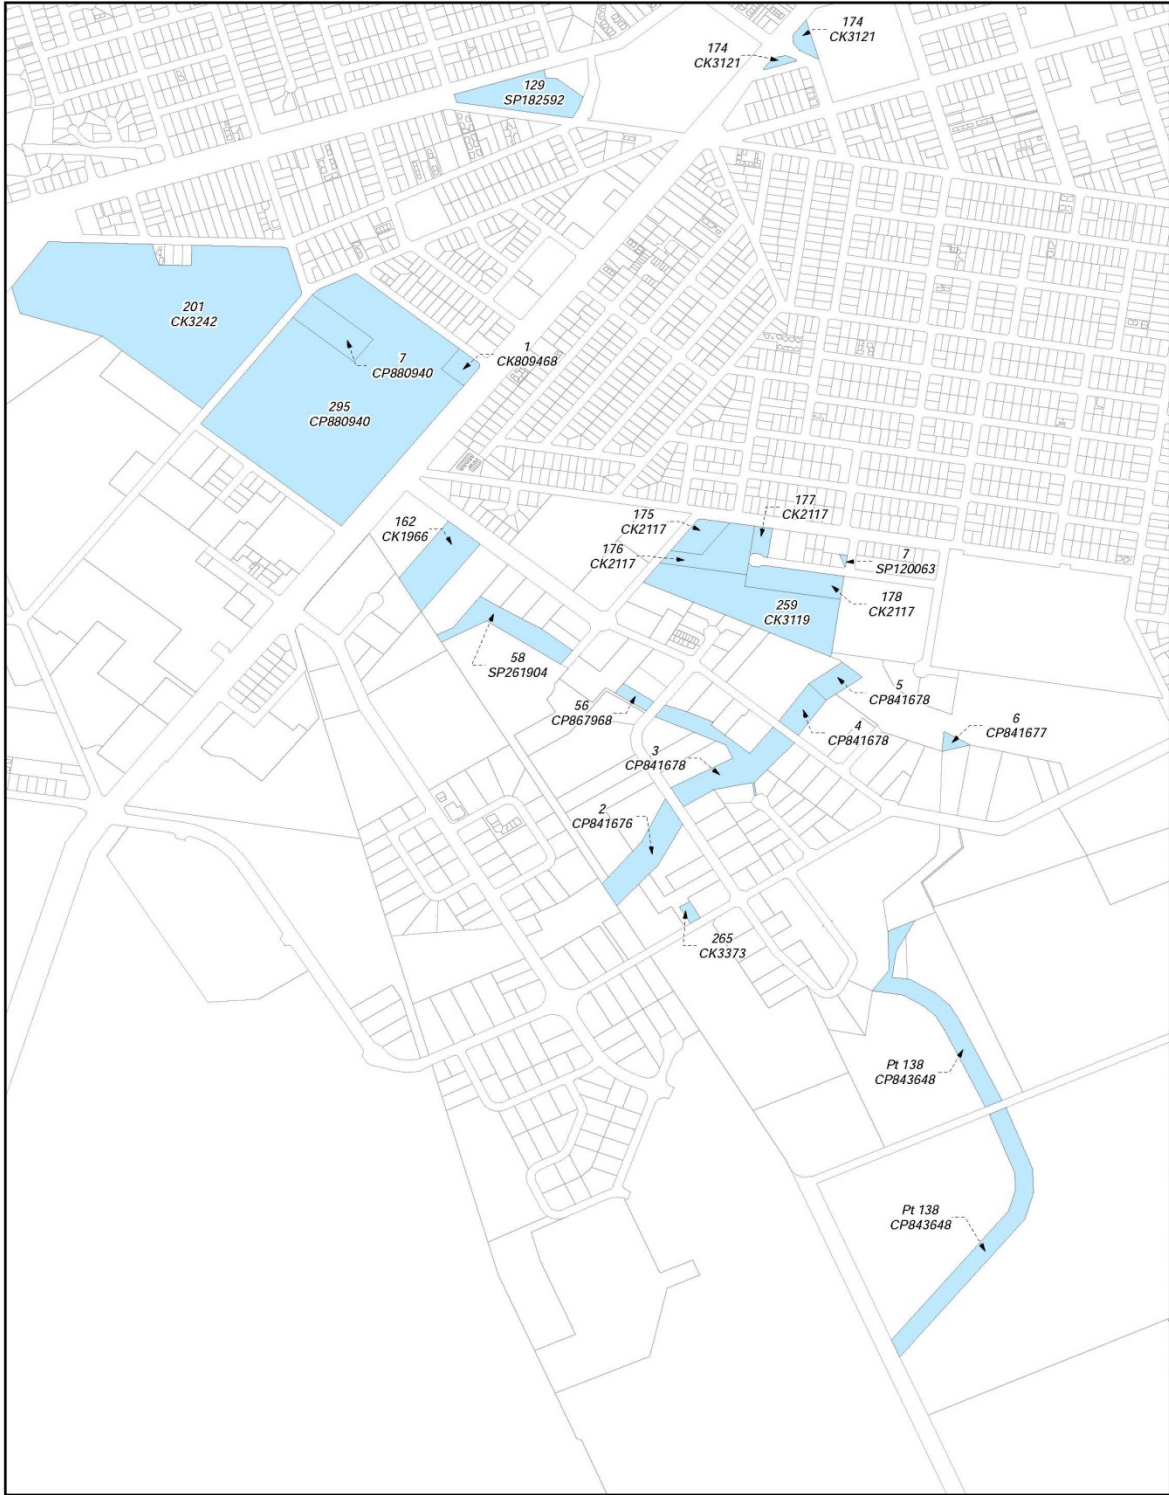 174
CK3121
174
CK3121
129
SP182592
201
CK3242
7
CP880940
1
CK809468
295
CP880940
177
CK2117
175
CK2117
162
CK1966
176
CK2117
7
SP120063
178
CK2117
259
CK3119
58
SP261904
5
CP841678
56
CP867968
4
CP841678
6
CP841677
3
CP841678
2
CP841676
265
CK3373
Pt 138
CP843648
Pt 138
CP843648